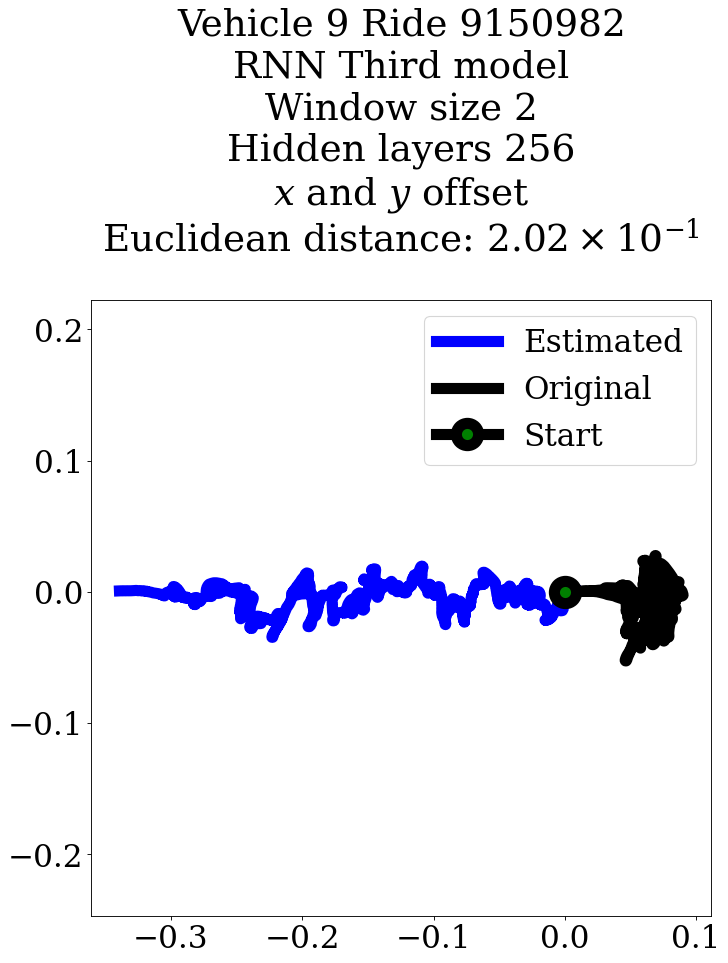 Vehicle 9 Ride 9150982
RNN Third model
Window size 2
Hidden layers 256
x and y offset
Euclidean distance: 2.02 × 10⁻¹
Estimated
Original
Start
0.2
0.1
0.0
−0.1
−0.2
−0.3 −0.2 −0.1 0.0 0.1